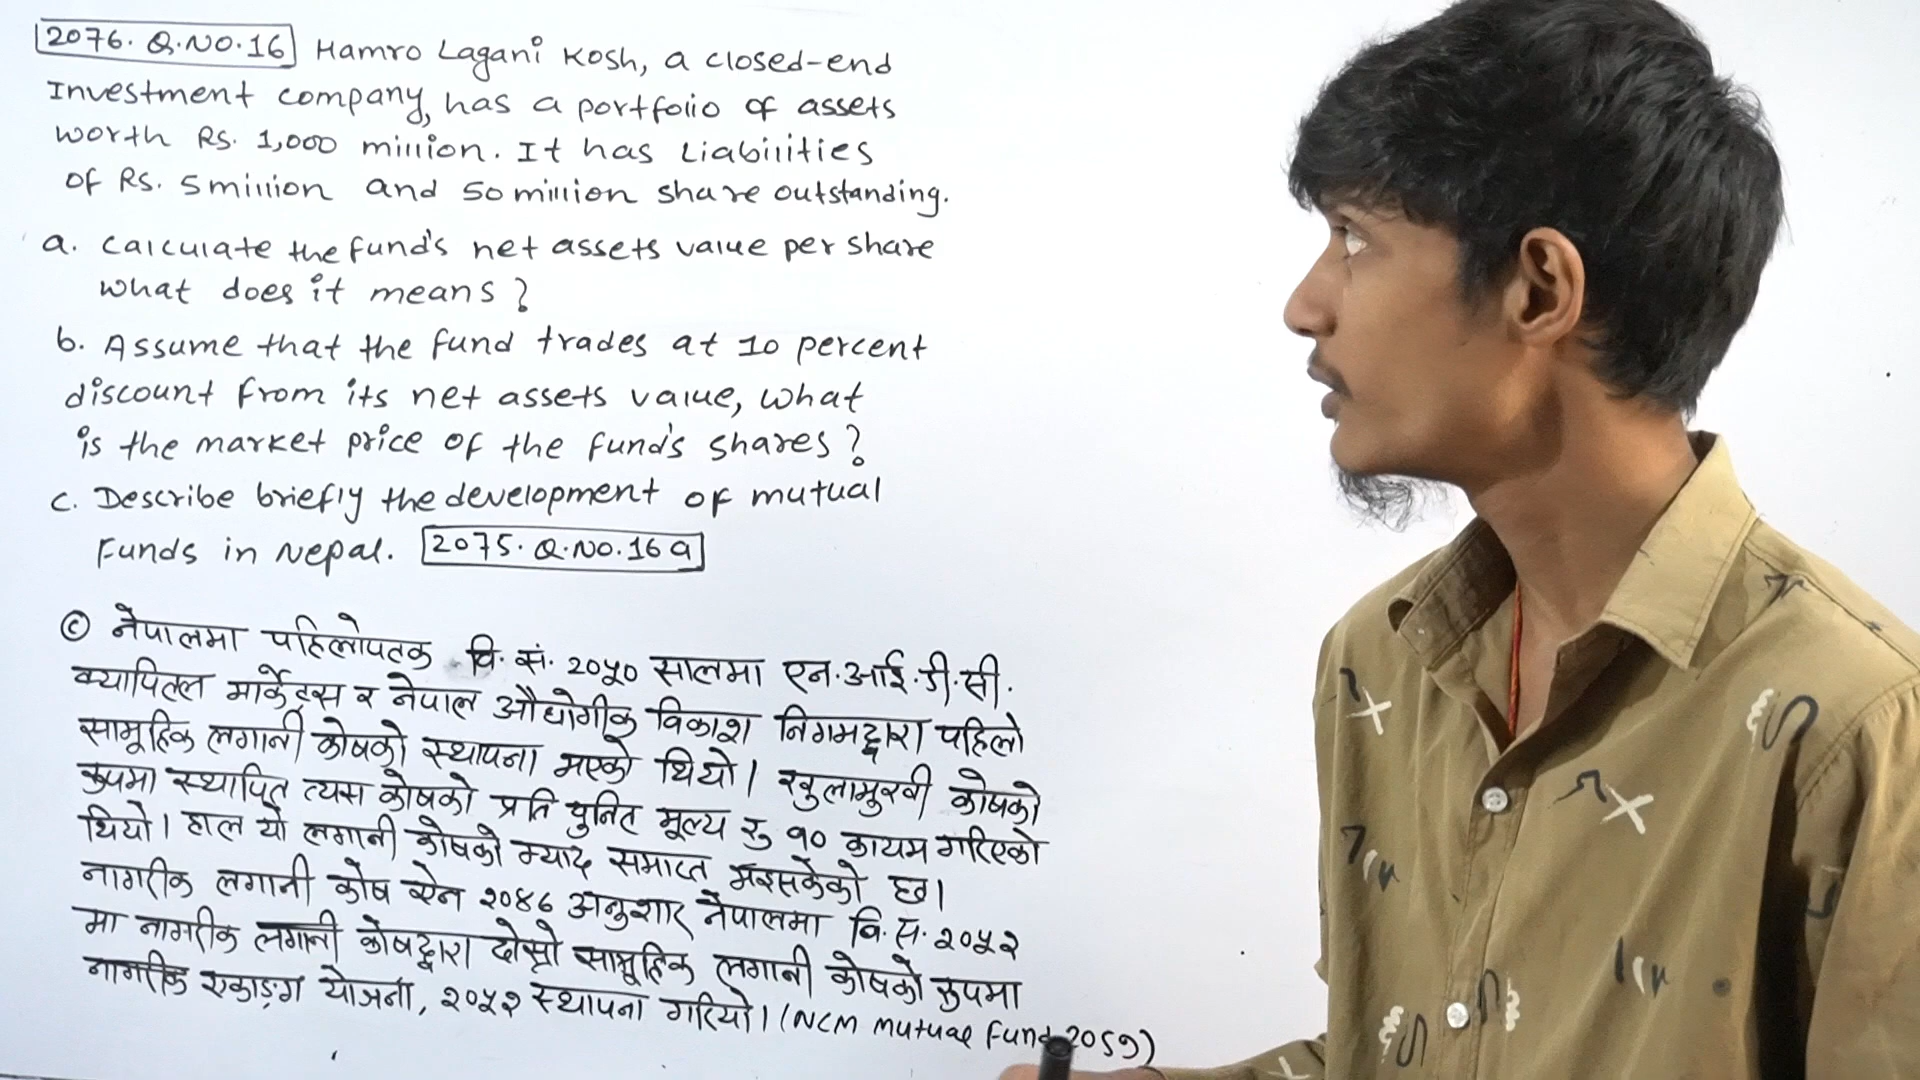 2076. Q.NO.16 Hamro Lagani Kosh, a closed-end
Investment company, has a portfolio of assets
worth Rs. 1,000 million. It has Liabilities
of Rs. 5 million and 50 million share outstanding.
a. Calculate the fund's net assets value per share
what does it means?
b. Assume that the fund trades at 10 percent
discount from its net assets value, what
is the market price of the fund's shares?
c. Describe briefly the development of mutual
Funds in Nepal. 2075. Q.NO.16 a
© नेपालमा पहिलोपटक वि. सं. २०५० सालमा एन.आई.डी.सी.
क्यापिटल मार्केट्स र नेपाल औधोगीक विकाश निगमद्वारा पहिलो
सामूहिक लगानी कोषको स्थापना भएको थियो। खुलामुखी कोषको
रुपमा स्थापित त्यस कोषको प्रति युनिट मूल्य रु १० कायम गरिएको
थियो। हाल यो लगानी कोषको म्याद समाप्त भइसकेको छ।
नागरीक लगानी कोष ऐन २०४६ अनुशार नेपालमा वि.स. २०५२
मा नागरीक लगानी कोषद्वारा दोस्रो सामूहिक लगानी कोषको रुपमा
नागरीक एकाङ्ग योजना, २०५२ स्थापना गरियो। (NCM mutual fund 2059)